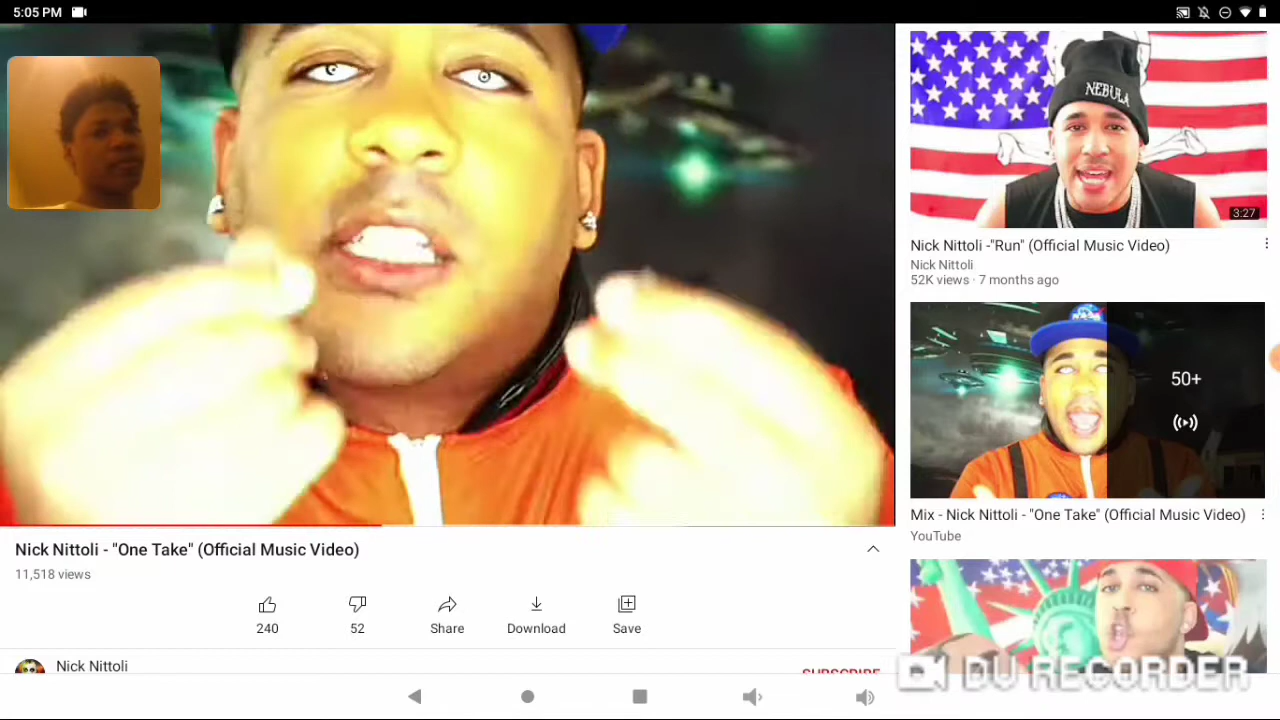 5:05 PM
NEBULA
3:27
Nick Nittoli -"Run" (Official Music Video)
Nick Nittoli
52K views · 7 months ago
NASA
50+
Mix - Nick Nittoli - "One Take" (Official Music Video)
YouTube
Nick Nittoli - "One Take" (Official Music Video)
11,518 views
240
52
Share
Download
Save
Nick Nittoli
SUBSCRIBE
DU RECORDER